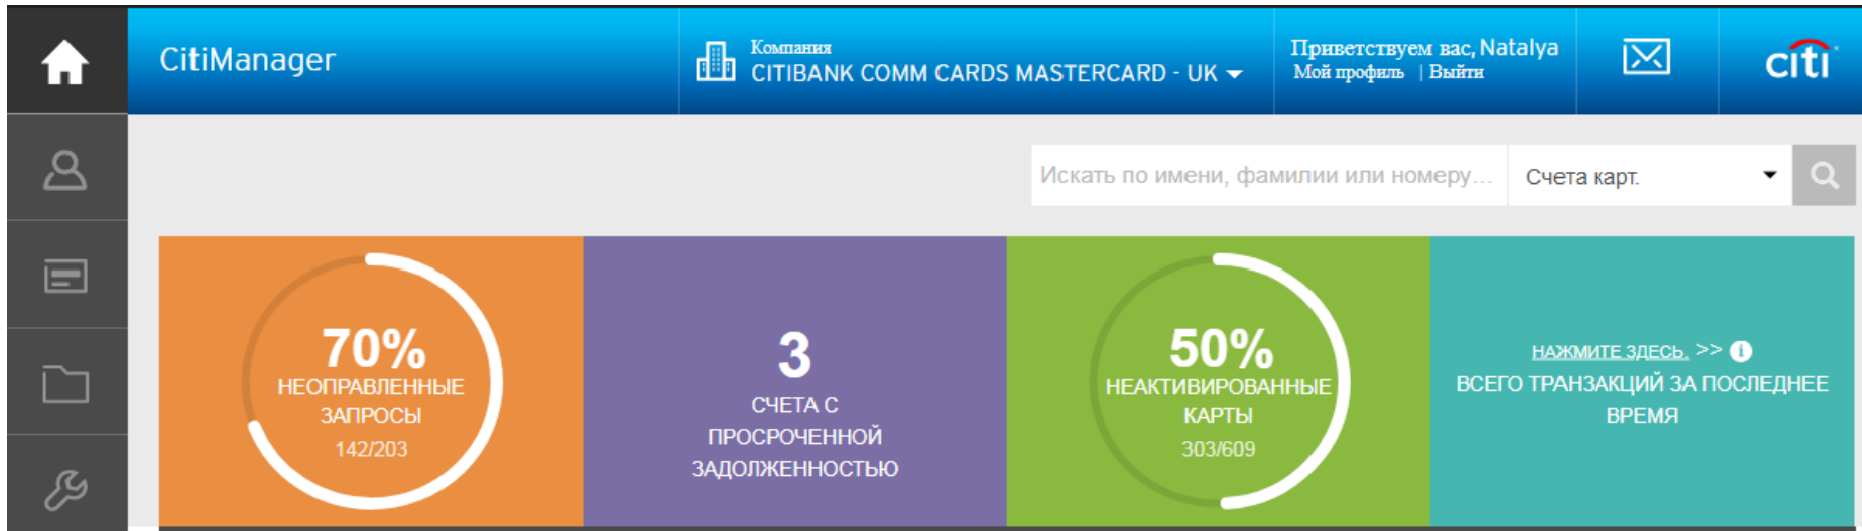 CitiManager
Компания
CITIBANK COMM CARDS MASTERCARD - UK
Приветствуем вас, Natalya
Мой профиль | Выйти
citi
Искать по имени, фамилии или номеру...
Счета карт.
70%
НЕОПРАВЛЕННЫЕ
ЗАПРОСЫ
142/203
3
СЧЕТА С
ПРОСРОЧЕННОЙ
ЗАДОЛЖЕННОСТЬЮ
50%
НЕАКТИВИРОВАННЫЕ
КАРТЫ
303/609
НАЖМИТЕ ЗДЕСЬ. >> i
ВСЕГО ТРАНЗАКЦИЙ ЗА ПОСЛЕДНЕЕ
ВРЕМЯ